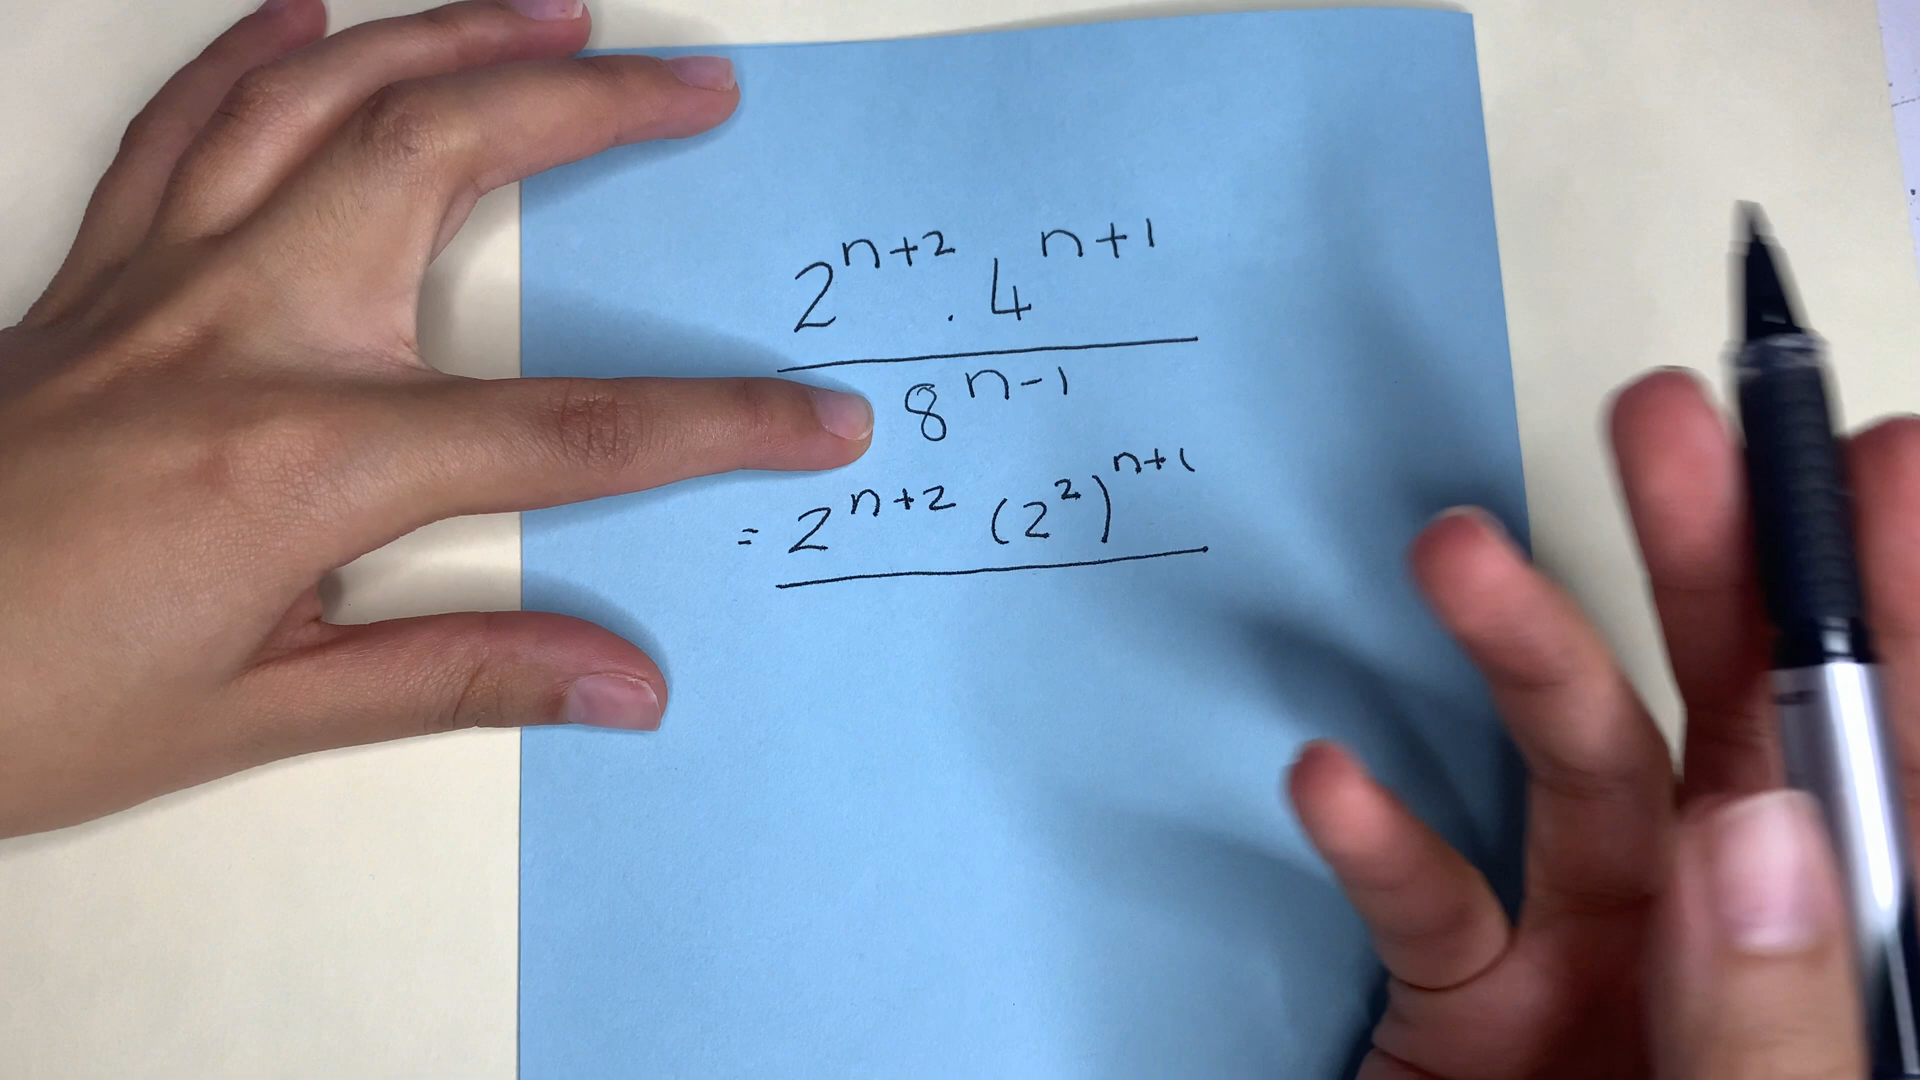 2^{n+2} . 4^{n+1}
8^{n-1}
= 2^{n+2} (2^2)^{n+1}